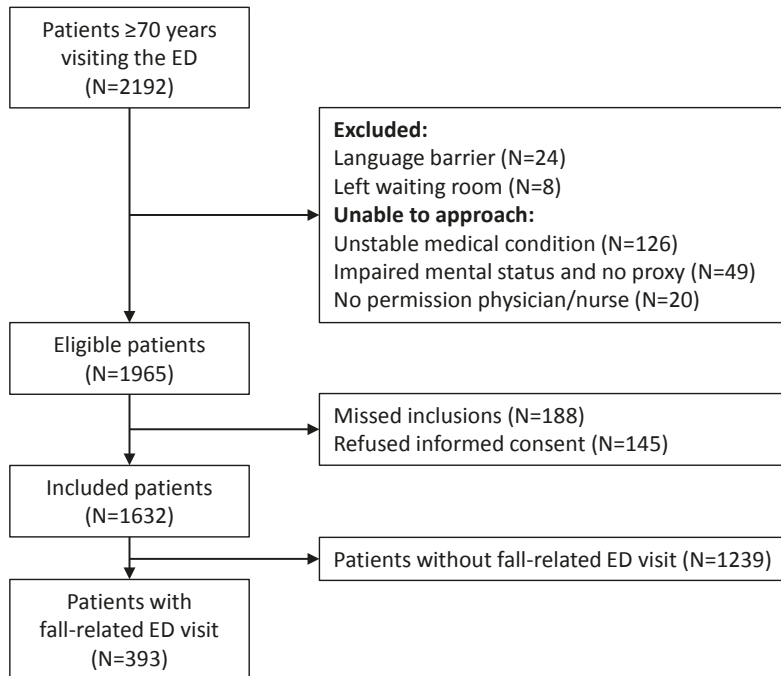 Patients ≥70 years
visiting the ED
(N=2192)
Excluded:
Language barrier (N=24)
Left waiting room (N=8)
Unable to approach:
Unstable medical condition (N=126)
Impaired mental status and no proxy (N=49)
No permission physician/nurse (N=20)
Eligible patients
(N=1965)
Missed inclusions (N=188)
Refused informed consent (N=145)
Included patients
(N=1632)
Patients without fall-related ED visit (N=1239)
Patients with
fall-related ED visit
(N=393)